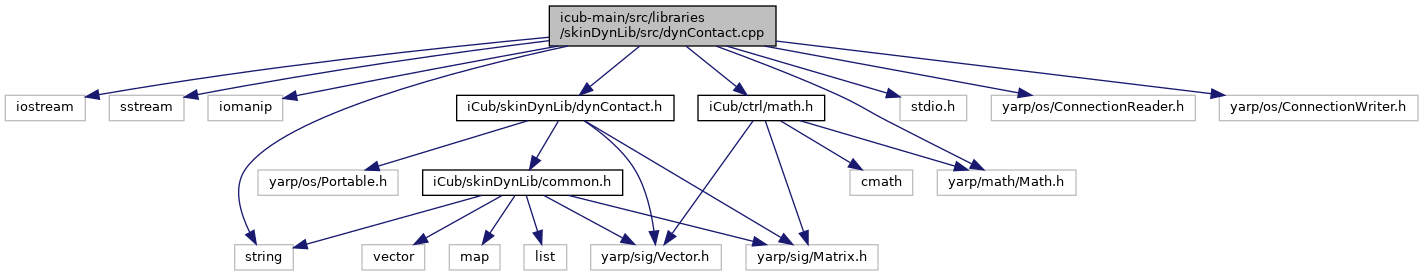 icub-main/src/libraries
/skinDynLib/src/dynContact.cpp
iostream
sstream
iomanip
iCub/skinDynLib/dynContact.h
iCub/ctrl/math.h
stdio.h
yarp/os/ConnectionReader.h
yarp/os/ConnectionWriter.h
yarp/os/Portable.h
iCub/skinDynLib/common.h
cmath
yarp/math/Math.h
string
vector
map
list
yarp/sig/Vector.h
yarp/sig/Matrix.h